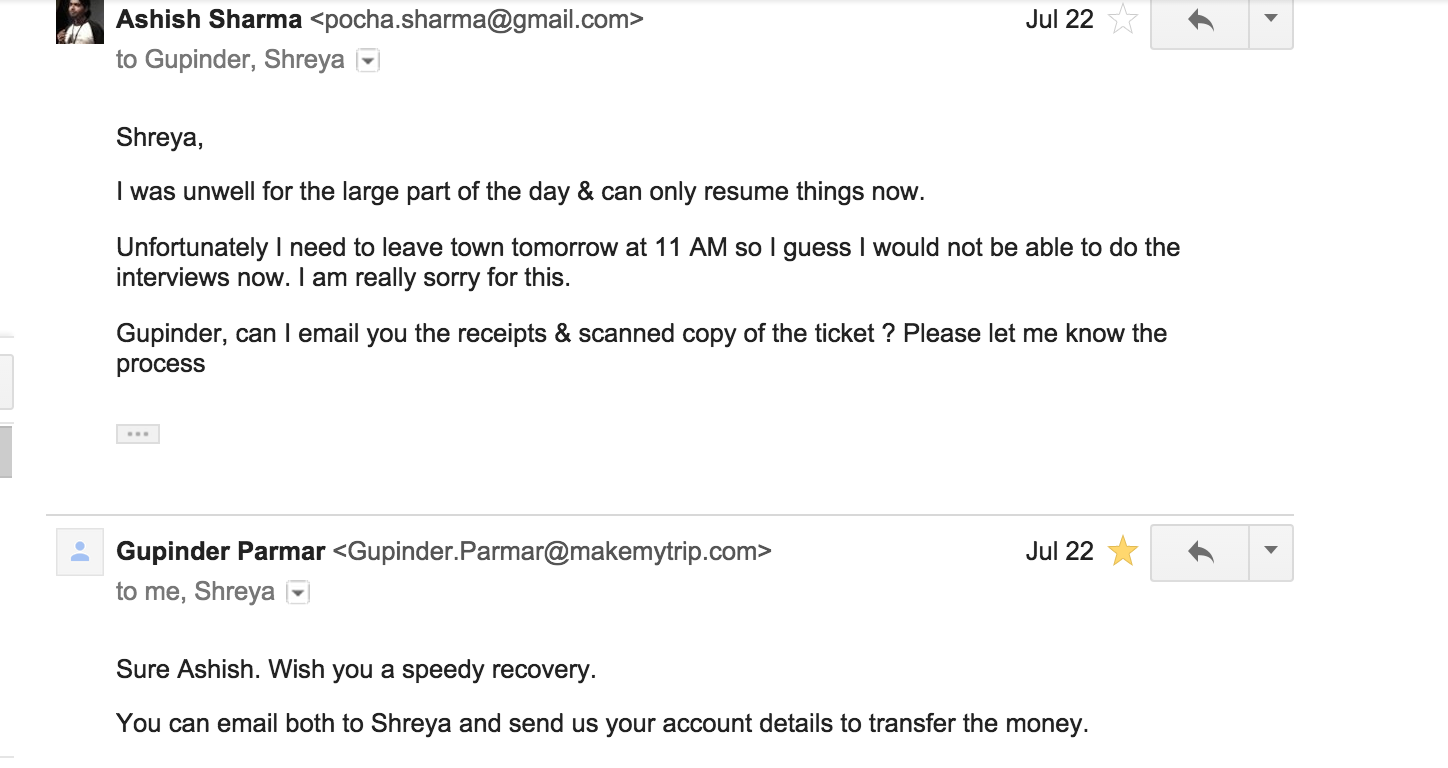 Ashish Sharma <pocha.sharma@gmail.com> Jul 22
to Gupinder, Shreya
Shreya,
I was unwell for the large part of the day & can only resume things now.
Unfortunately I need to leave town tomorrow at 11 AM so I guess I would not be able to do the
interviews now. I am really sorry for this.
Gupinder, can I email you the receipts & scanned copy of the ticket ? Please let me know the
process
Gupinder Parmar <Gupinder.Parmar@makemytrip.com> Jul 22
to me, Shreya
Sure Ashish. Wish you a speedy recovery.
You can email both to Shreya and send us your account details to transfer the money.